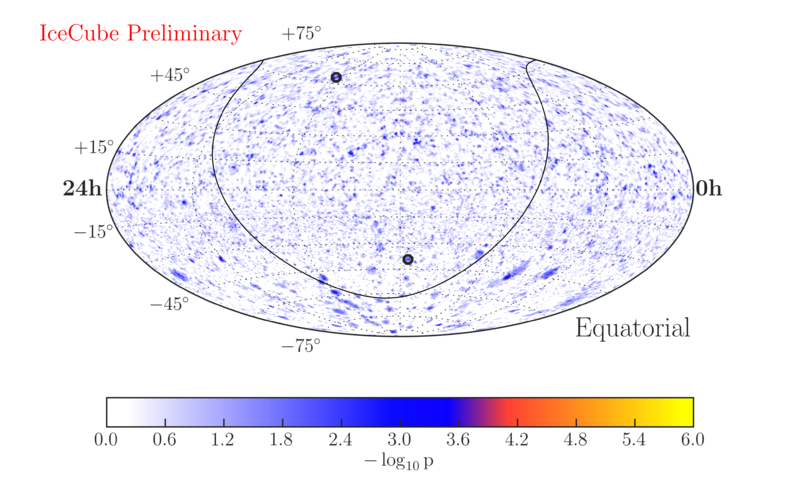 IceCube Preliminary
+75°
+45°
+15°
24h
0h
−15°
−45°
Equatorial
−75°
0.0 0.6 1.2 1.8 2.4 3.0 3.6 4.2 4.8 5.4 6.0
− log₁₀ p